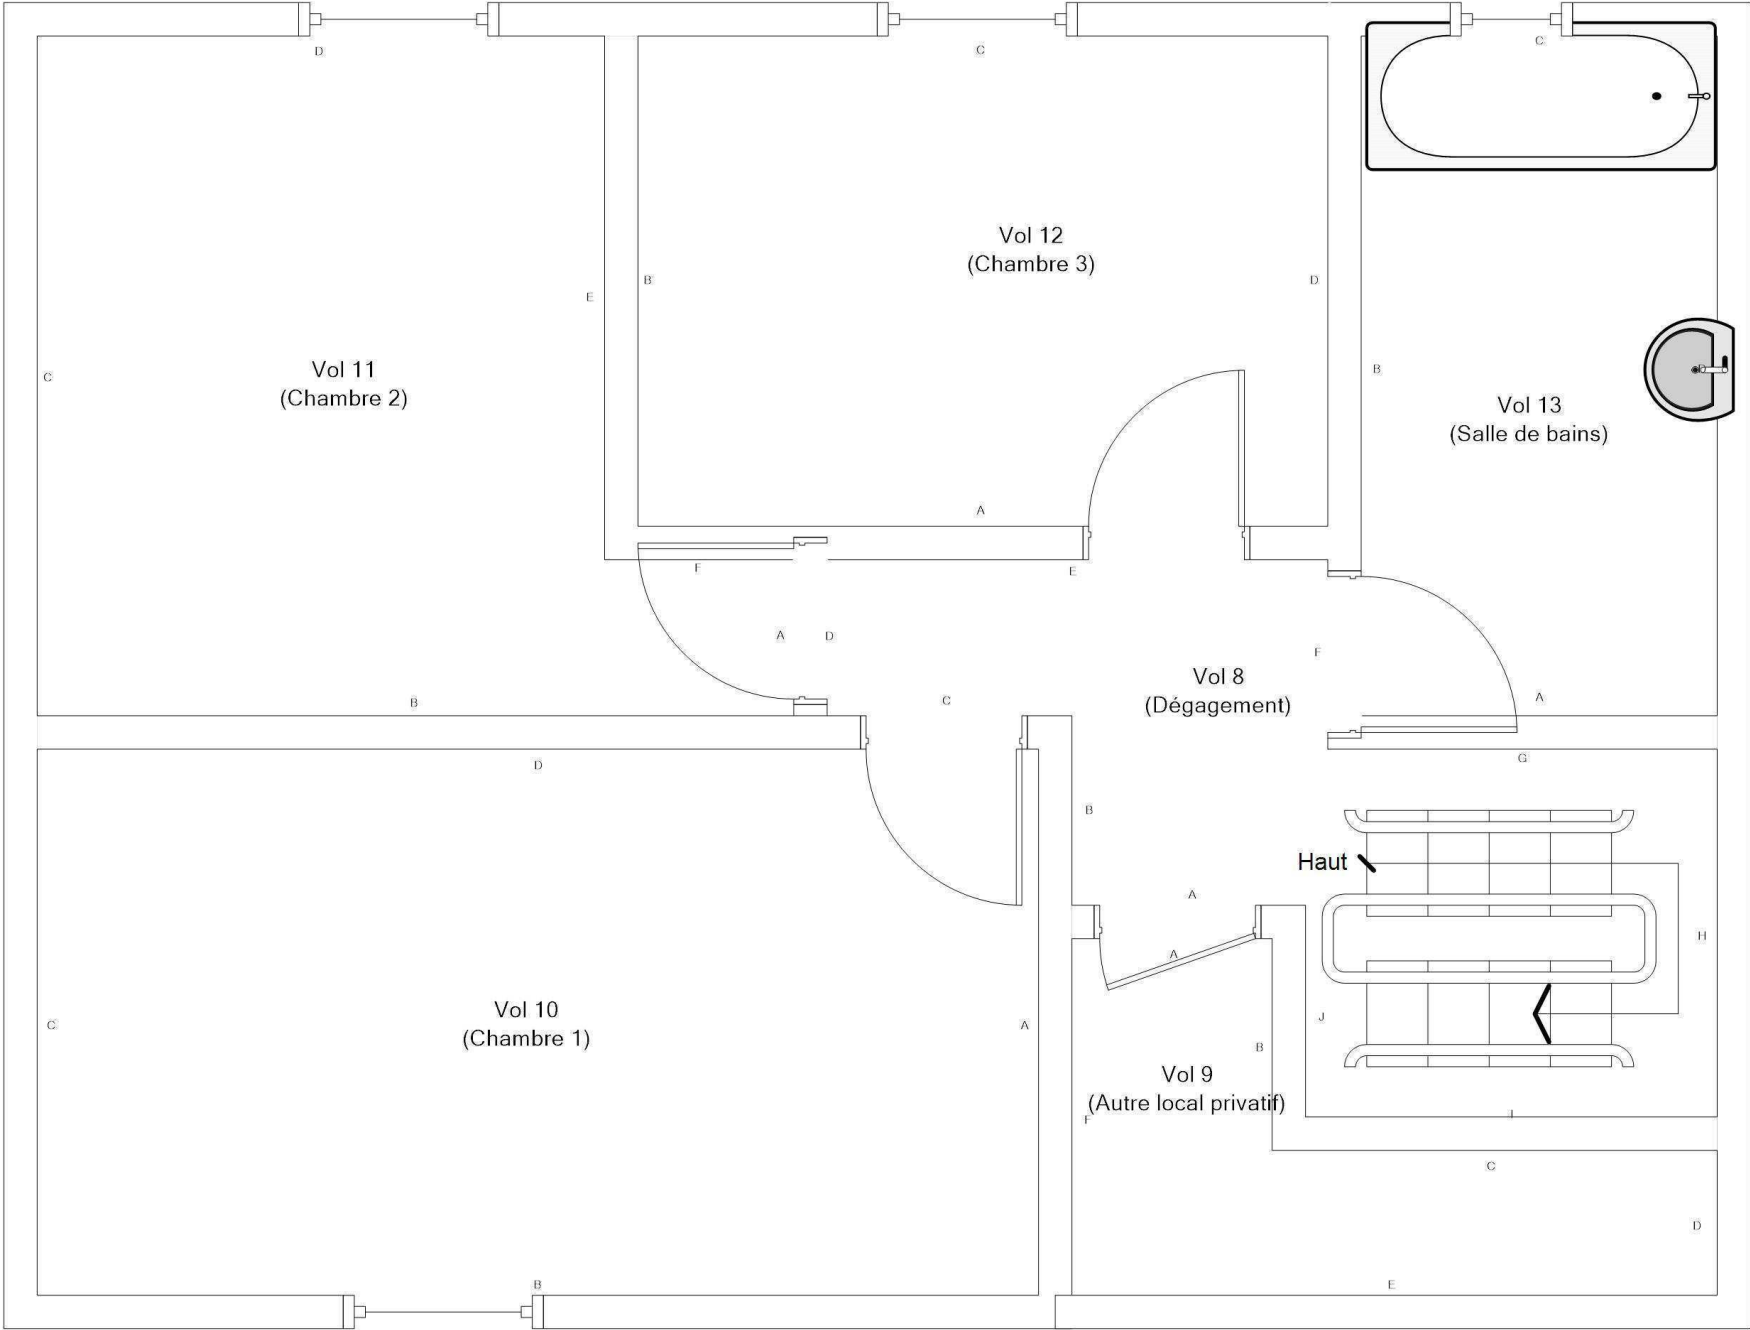 D
C
C
Vol 12
(Chambre 3)
B
D
E
Vol 11
(Chambre 2)
C
B
Vol 13
(Salle de bains)
A
F
E
A
D
F
Vol 8
(Dégagement)
B
C
A
D
G
B
Haut
A
A
H
Vol 10
(Chambre 1)
C
A
J
B
Vol 9
(Autre local privatif)
F
I
C
D
B
E